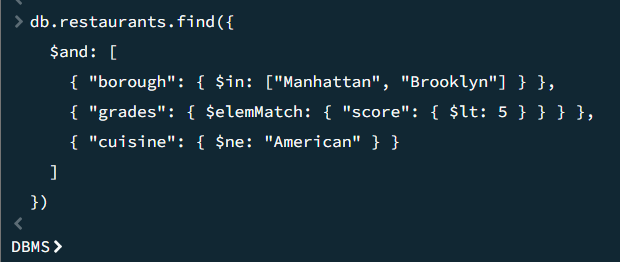 db.restaurants.find({
  $and: [
    { "borough": { $in: ["Manhattan", "Brooklyn"] } },
    { "grades": { $elemMatch: { "score": { $lt: 5 } } } },
    { "cuisine": { $ne: "American" } }
  ]
})
DBMS>